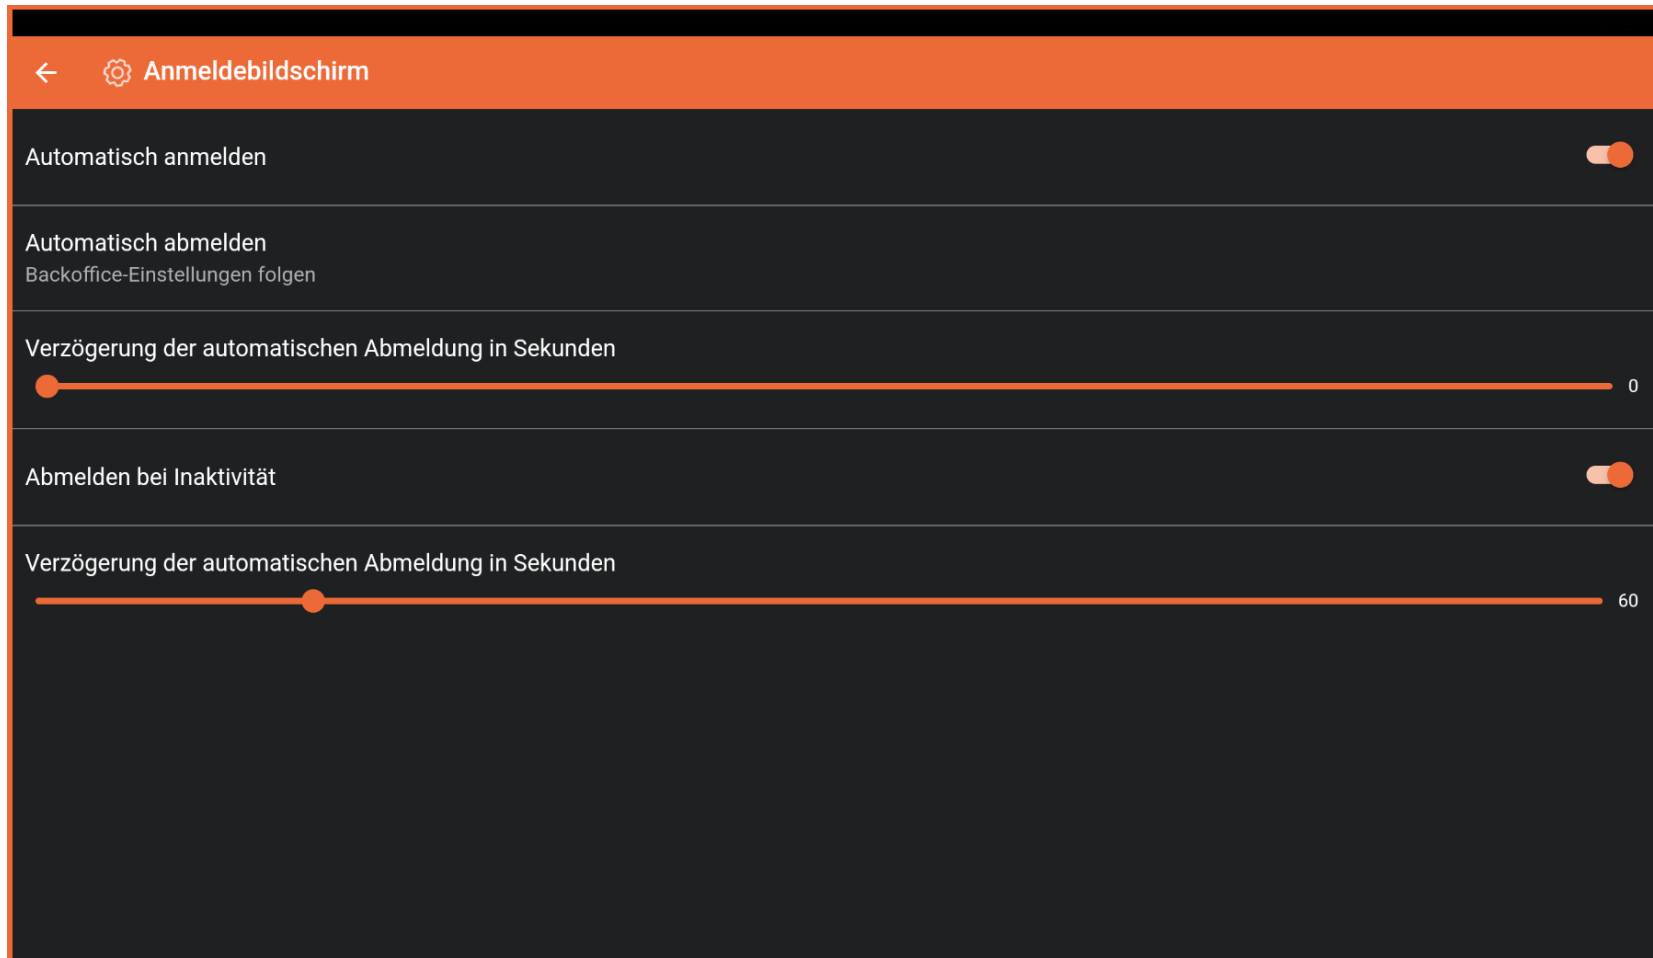 Anmeldebildschirm
Automatisch anmelden
Automatisch abmelden
Backoffice-Einstellungen folgen
Verzögerung der automatischen Abmeldung in Sekunden
0
Abmelden bei Inaktivität
Verzögerung der automatischen Abmeldung in Sekunden
60